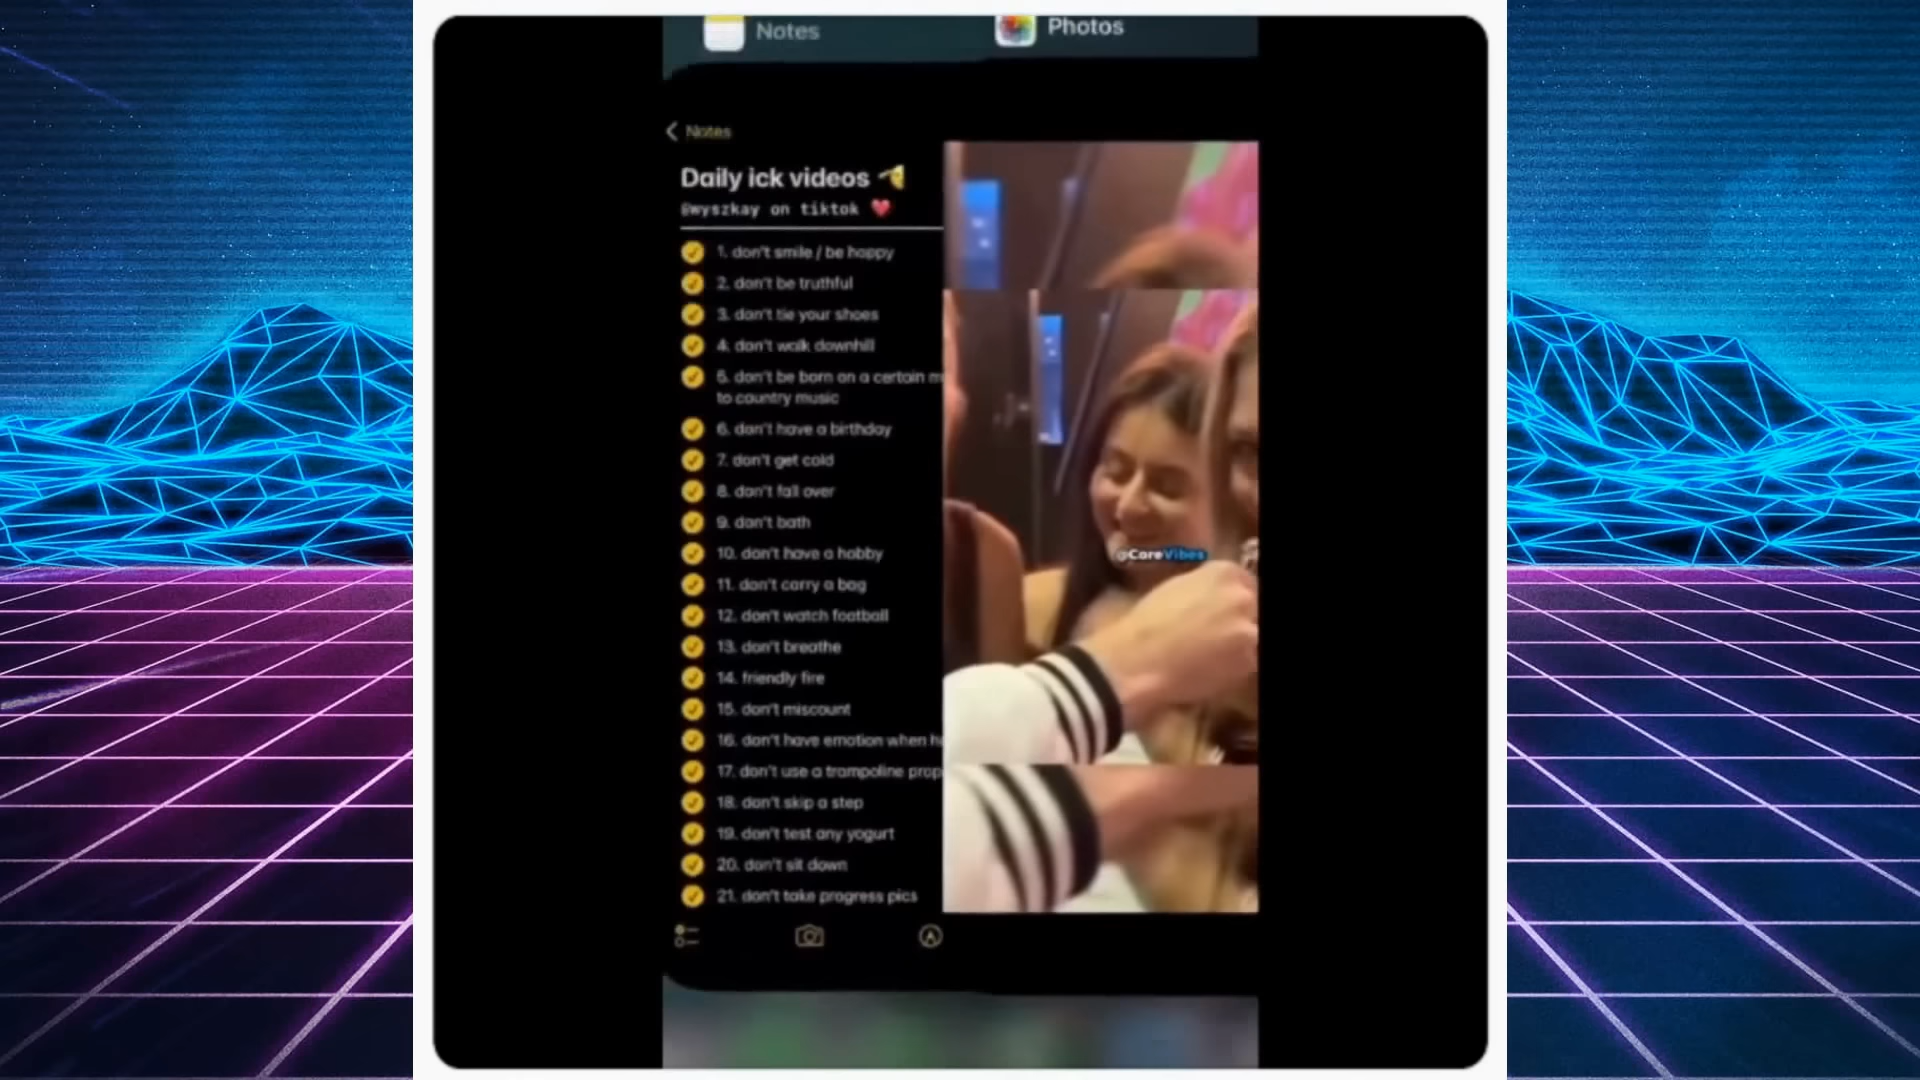 Notes
Photos
Notes
Daily ick videos
@wyszkay on tiktok
1. don't smile / be happy
2. don't be truthful
3. don't tie your shoes
4. don't walk downhill
5. don't be born on a certain
to country music
6. don't have a birthday
7. don't get cold
8. don't fall over
9. don't bath
10. don't have a hobby
11. don't carry a bag
12. don't watch football
13. don't breathe
14. friendly fire
15. don't miscount
16. don't have emotion when
17. don't use a trampoline
18. don't skip a step
19. don't test any yogurt
20. don't sit down
21. don't take progress pics
@CoreVibes